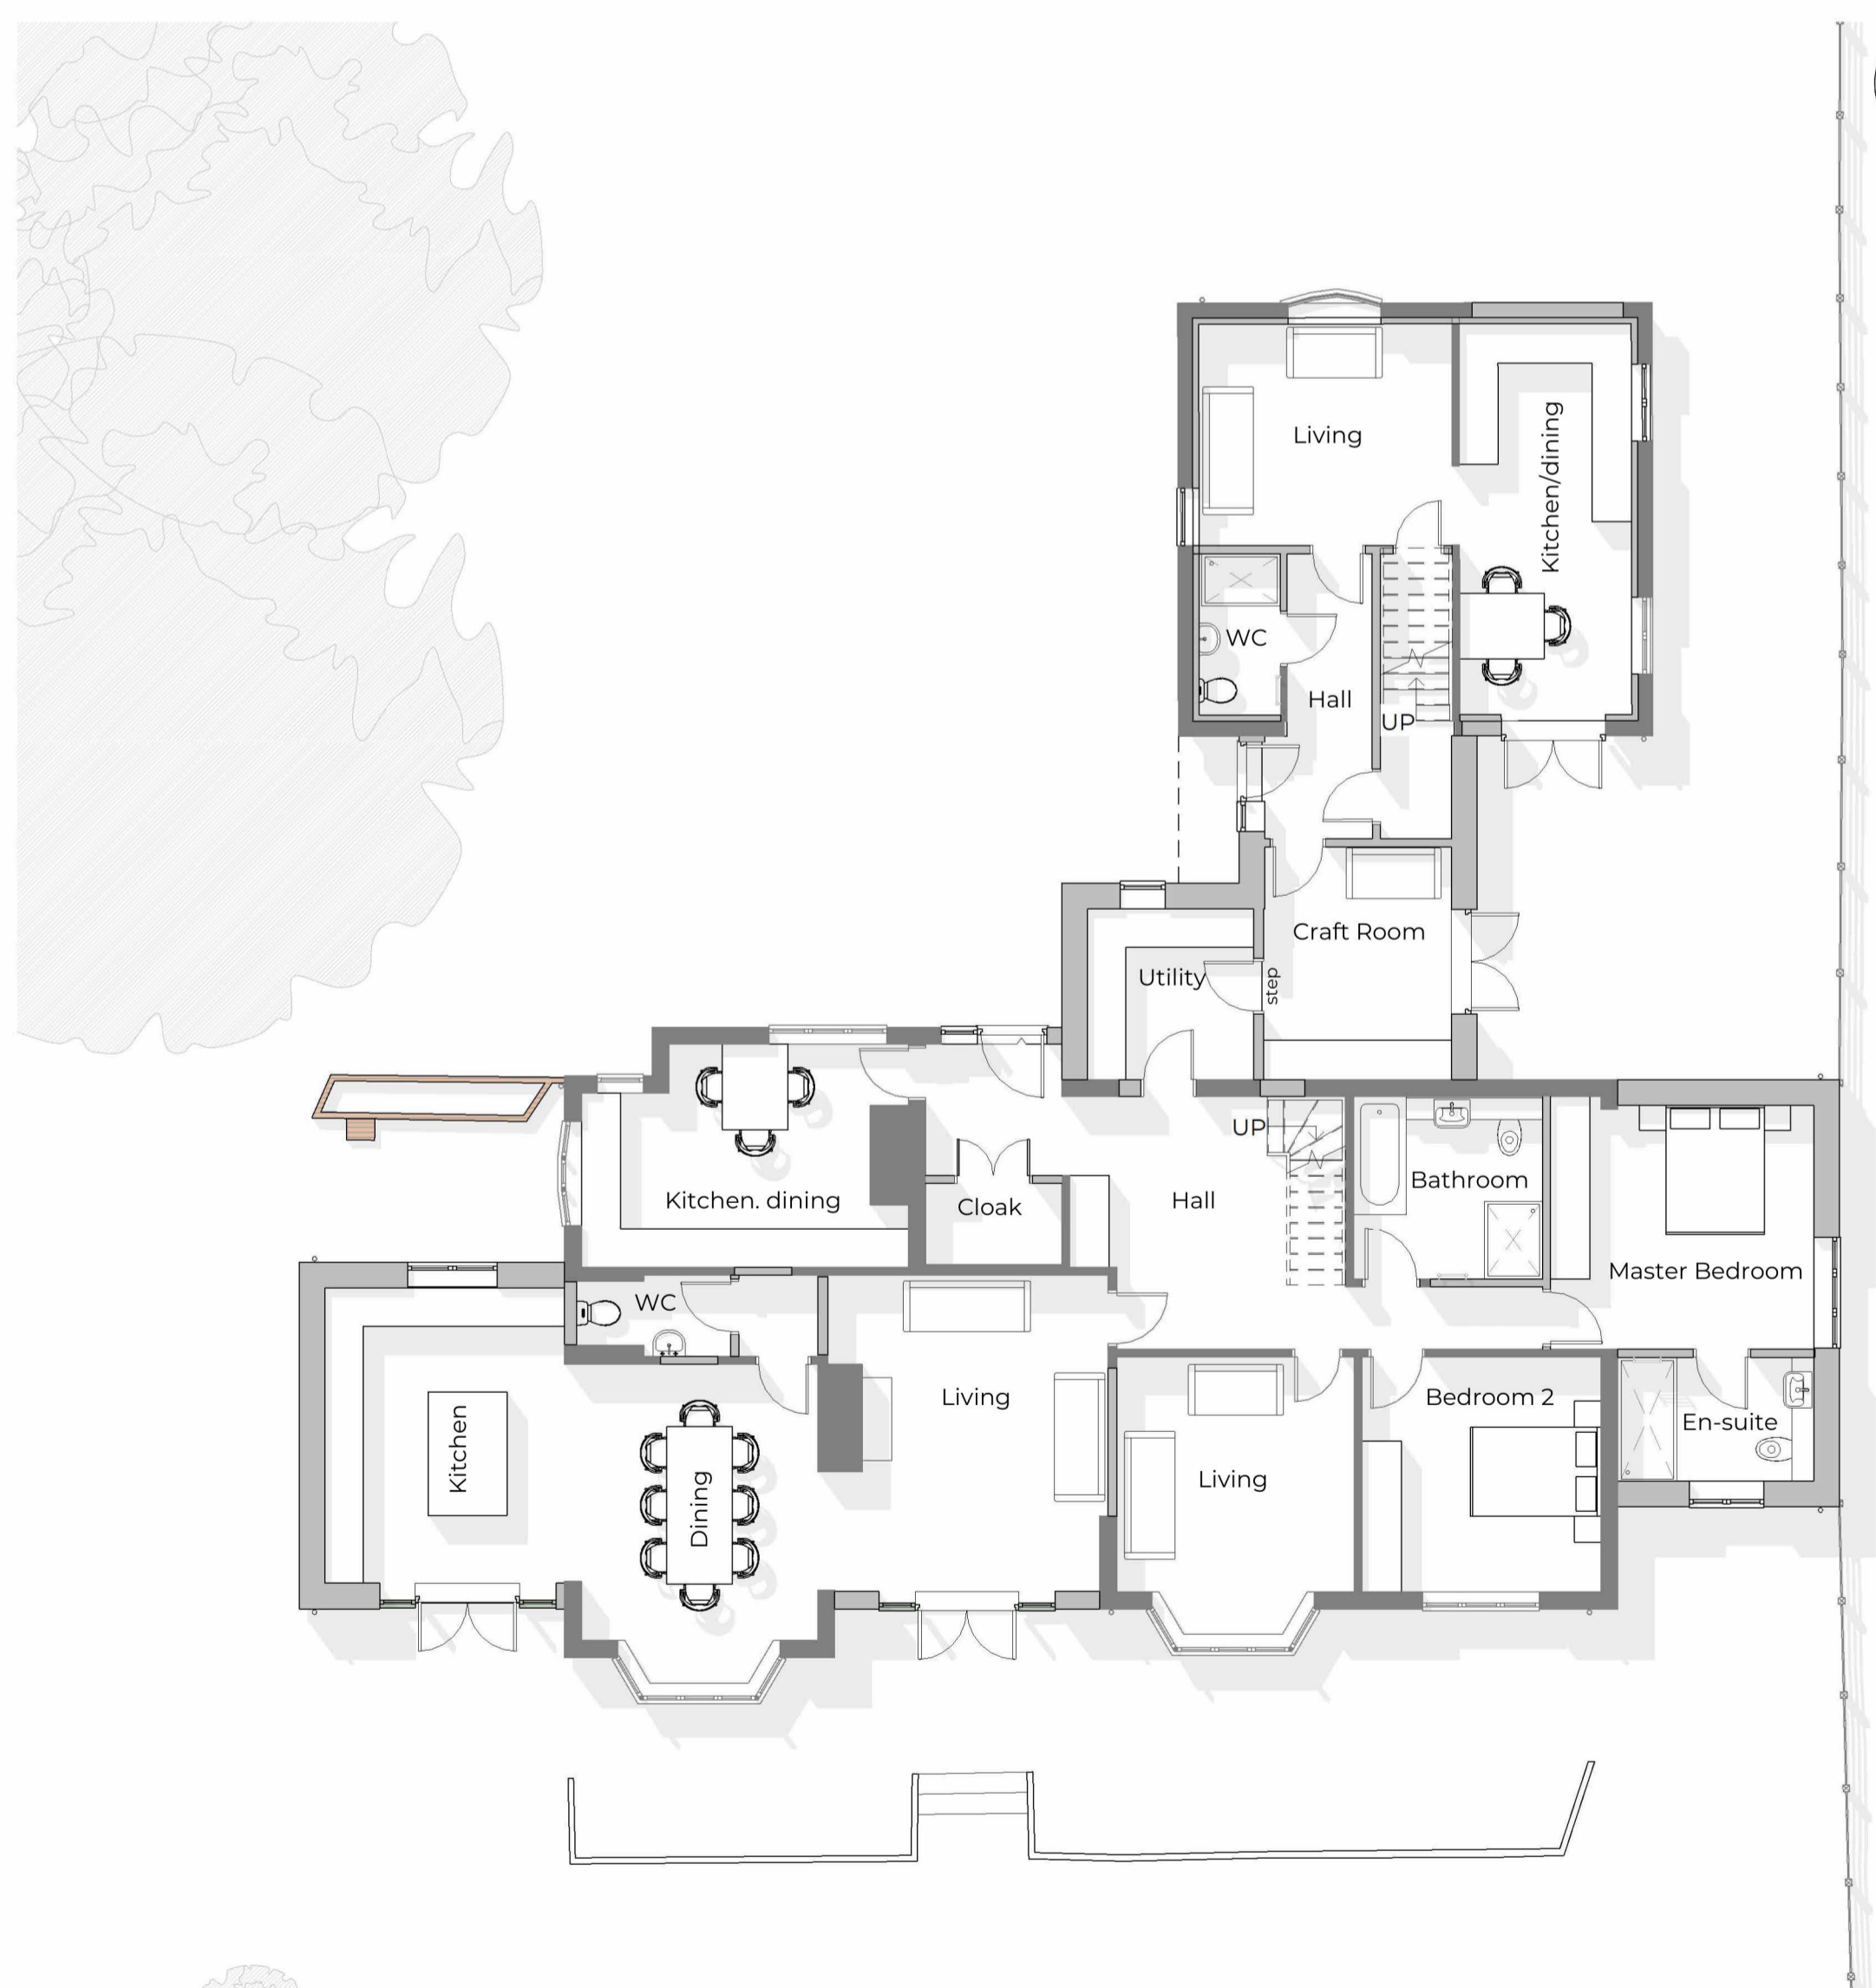 Living
Kitchen/dining
WC
Hall
UP
Craft Room
Utility
step
UP
Bathroom
Kitchen. dining
Cloak
Hall
Master Bedroom
WC
Living
Bedroom 2
En-suite
Kitchen
Dining
Living